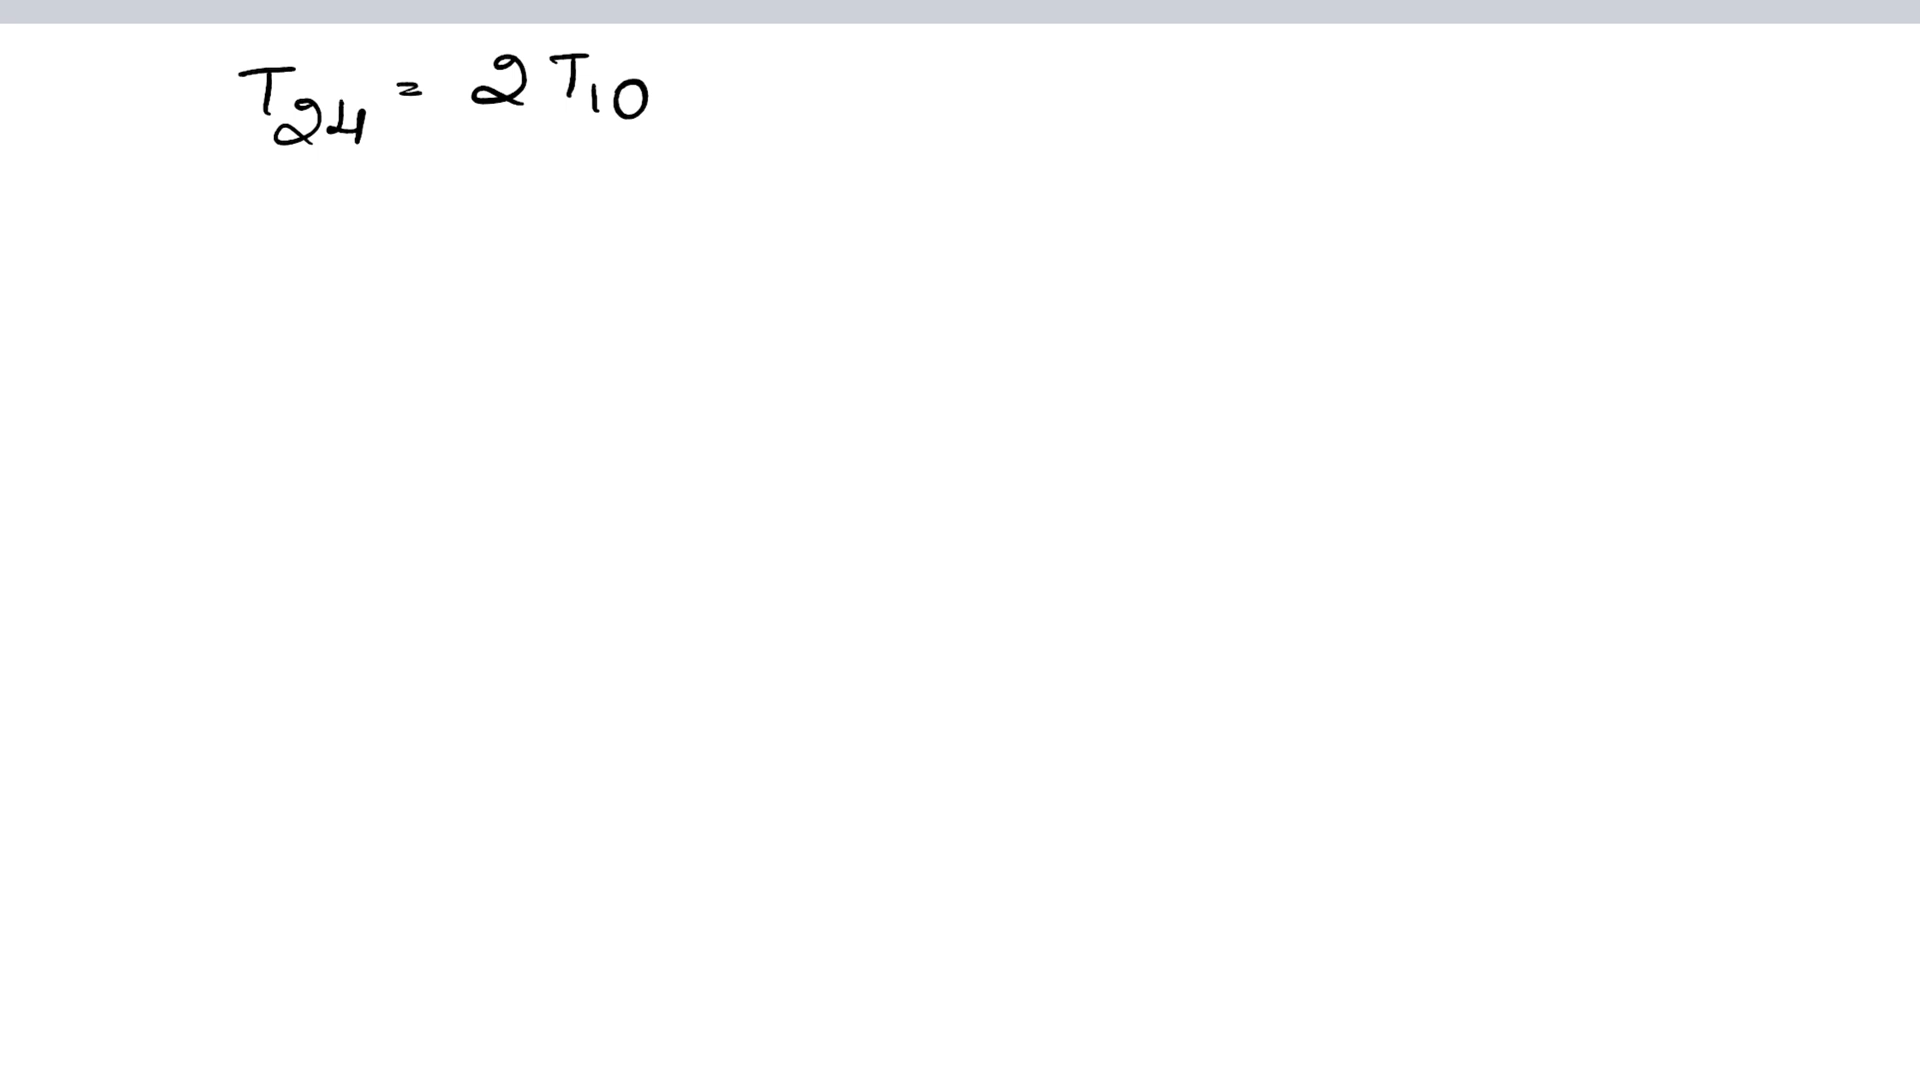 T₂₄ = 2 T₁₀